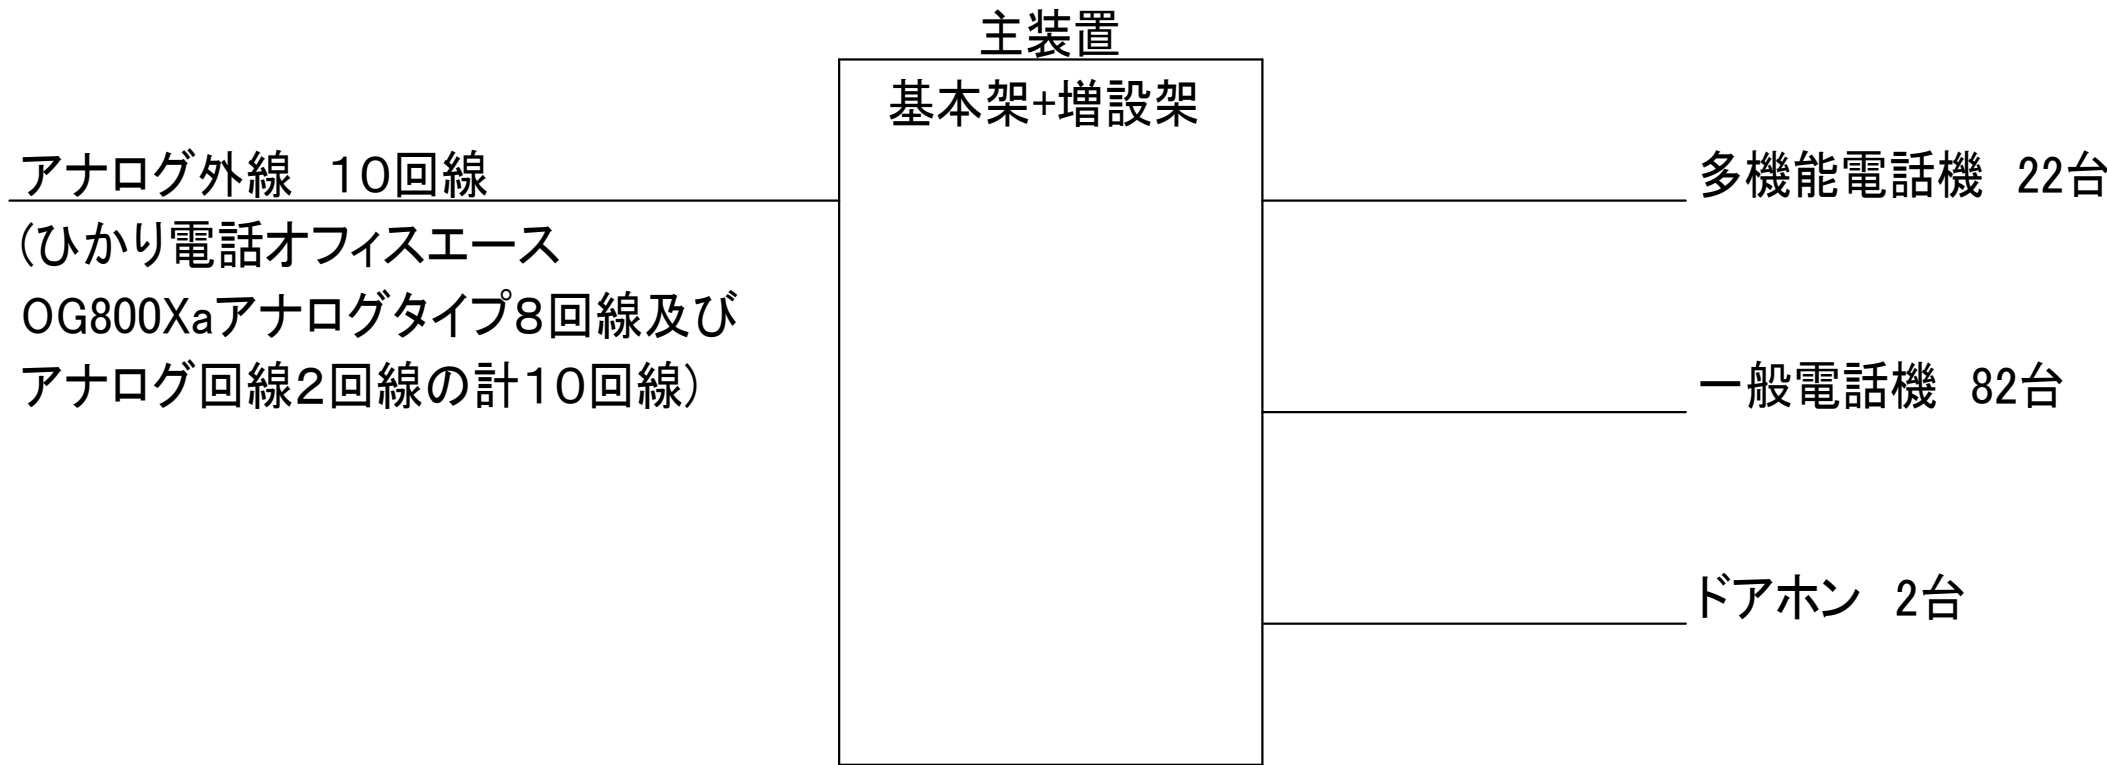 主装置
基本架+増設架
アナログ外線　１０回線
(ひかり電話オフィスエース
OG800Xaアナログタイプ８回線及び
アナログ回線２回線の計１０回線)
多機能電話機　22台
一般電話機　82台
ドアホン　2台